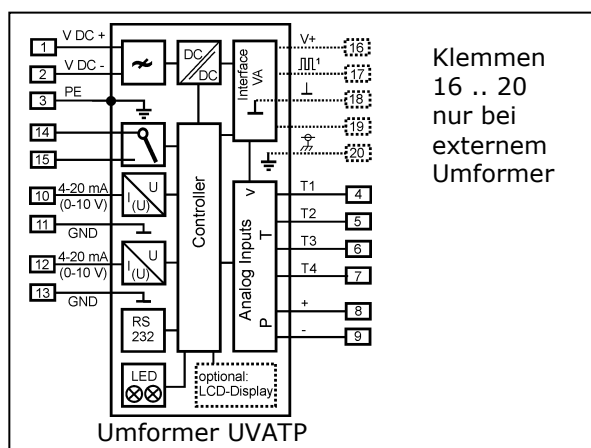 1 V DC +
2 V DC -
3 PE
14
15
10 4-20 mA
(0-10 V)
11 GND
12 4-20 mA
(0-10 V)
13 GND
DC
DC
Interface
VA
V+ 16
1 17
18
19
20
I
(U)
U
I
(U)
U
Controller
Analog Inputs
V
T
P
T1 4
T2 5
T3 6
T4 7
+ 8
- 9
RS
232
LED
optional:
LCD-Display
Umformer UVATP
Klemmen
16 .. 20
nur bei
externem
Umformer